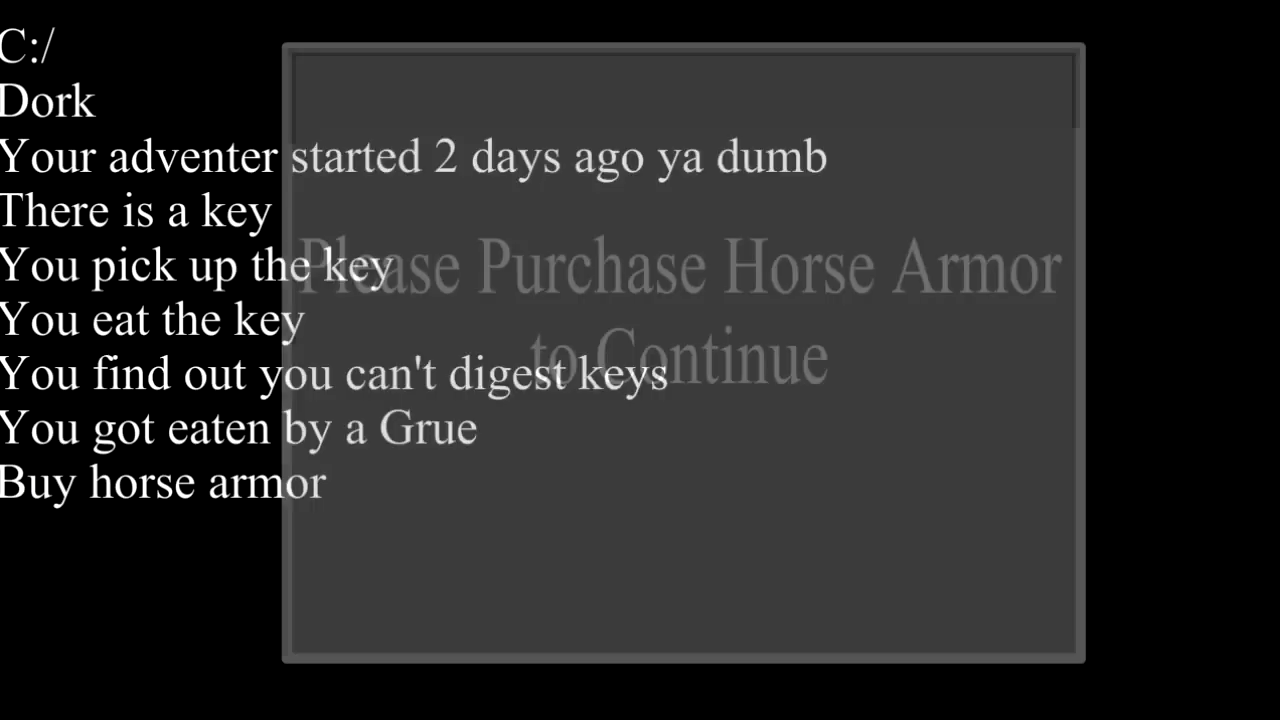 C:/
Dork
Your adventer started 2 days ago ya dumb
There is a key
You pick up the key
You eat the key
You find out you can't digest keys
You got eaten by a Grue
Buy horse armor
Please Purchase Horse Armor
to Continue